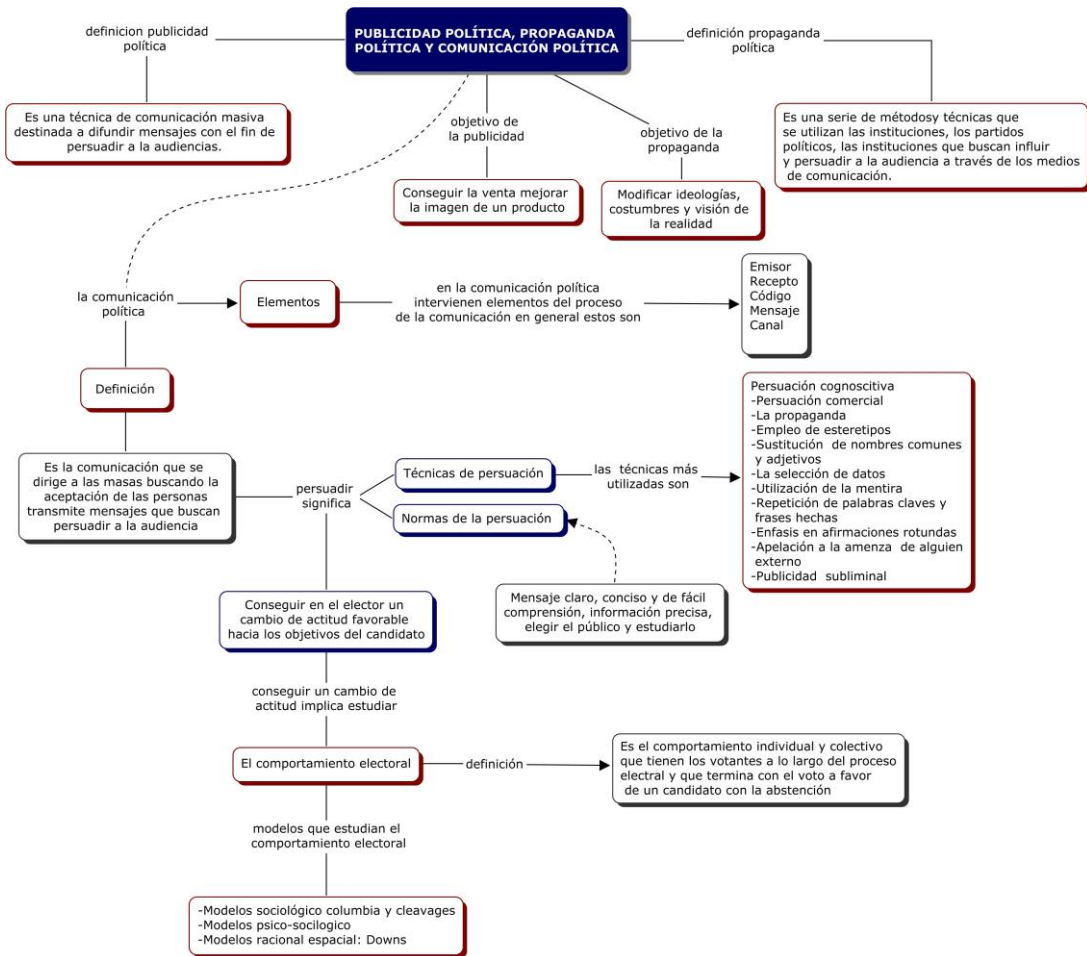 PUBLICIDAD POLÍTICA, PROPAGANDA
POLÍTICA Y COMUNICACIÓN POLÍTICA
definicion publicidad
política
definición propaganda
política
Es una técnica de comunicación masiva
destinada a difundir mensajes con el fin de
persuadir a la audiencias.
objetivo de
la publicidad
objetivo de la
propaganda
Es una serie de métodosy técnicas que
se utilizan las instituciones, los partidos
políticos, las instituciones que buscan influir
y persuadir a la audiencia a través de los medios
de comunicación.
Conseguir la venta mejorar
la imagen de un producto
Modificar ideologías,
costumbres y visión de
la realidad
la comunicación
política
Elementos
en la comunicación política
intervienen elementos del proceso
de la comunicación en general estos son
Emisor
Recepto
Código
Mensaje
Canal
Definición
Es la comunicación que se
dirige a las masas buscando la
aceptación de las personas
transmite mensajes que buscan
persuadir a la audiencia
persuadir
significa
Técnicas de persuación
Normas de la persuación
las técnicas más
utilizadas son
Persuación cognoscitiva
-Persuación comercial
-La propaganda
-Empleo de esteretipos
-Sustitución de nombres comunes
y adjetivos
-La selección de datos
-Utilización de la mentira
-Repetición de palabras claves y
frases hechas
-Enfasis en afirmaciones rotundas
-Apelación a la amenza de alguien
externo
-Publicidad subliminal
Mensaje claro, conciso y de fácil
comprensión, información precisa,
elegir el público y estudiarlo
Conseguir en el elector un
cambio de actitud favorable
hacia los objetivos del candidato
conseguir un cambio de
actitud implica estudiar
El comportamiento electoral
definición
Es el comportamiento individual y colectivo
que tienen los votantes a lo largo del proceso
electral y que termina con el voto a favor
de un candidato con la abstención
modelos que estudian el
comportamiento electoral
-Modelos sociológico columbia y cleavages
-Modelos psico-socilogico
-Modelos racional espacial: Downs